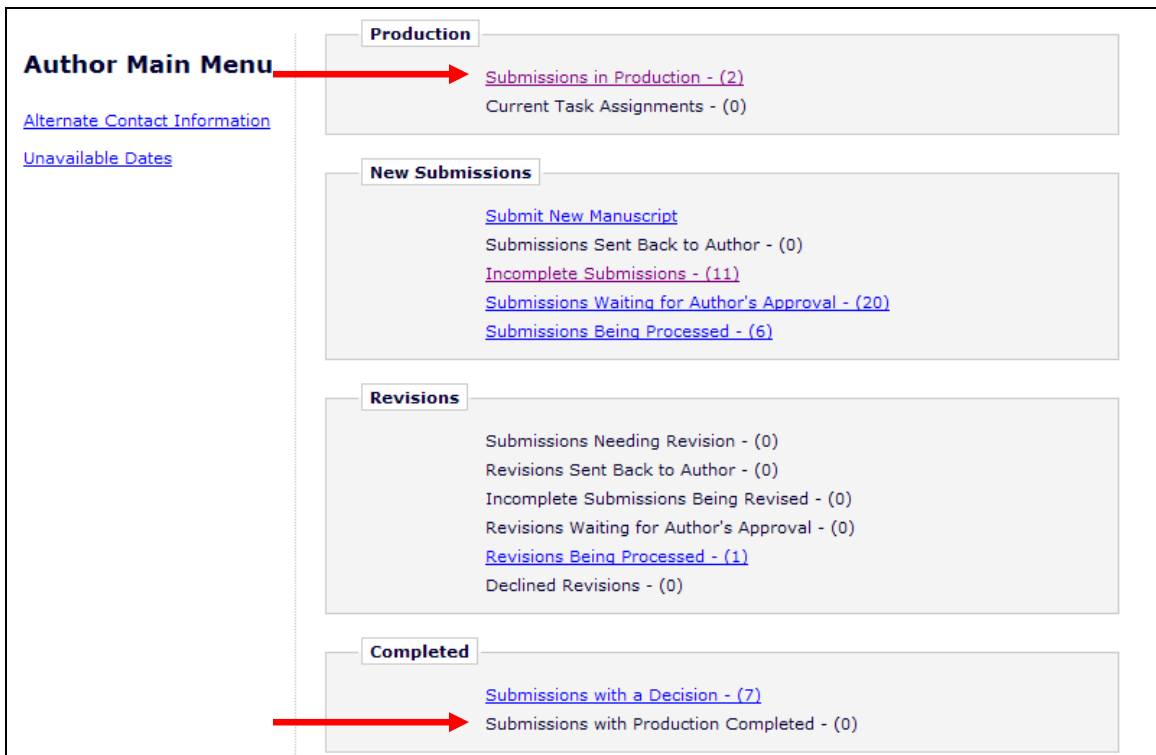 Author Main Menu
Alternate Contact Information
Unavailable Dates
Production
Submissions in Production - (2)
Current Task Assignments - (0)
New Submissions
Submit New Manuscript
Submissions Sent Back to Author - (0)
Incomplete Submissions - (11)
Submissions Waiting for Author's Approval - (20)
Submissions Being Processed - (6)
Revisions
Submissions Needing Revision - (0)
Revisions Sent Back to Author - (0)
Incomplete Submissions Being Revised - (0)
Revisions Waiting for Author's Approval - (0)
Revisions Being Processed - (1)
Declined Revisions - (0)
Completed
Submissions with a Decision - (7)
Submissions with Production Completed - (0)